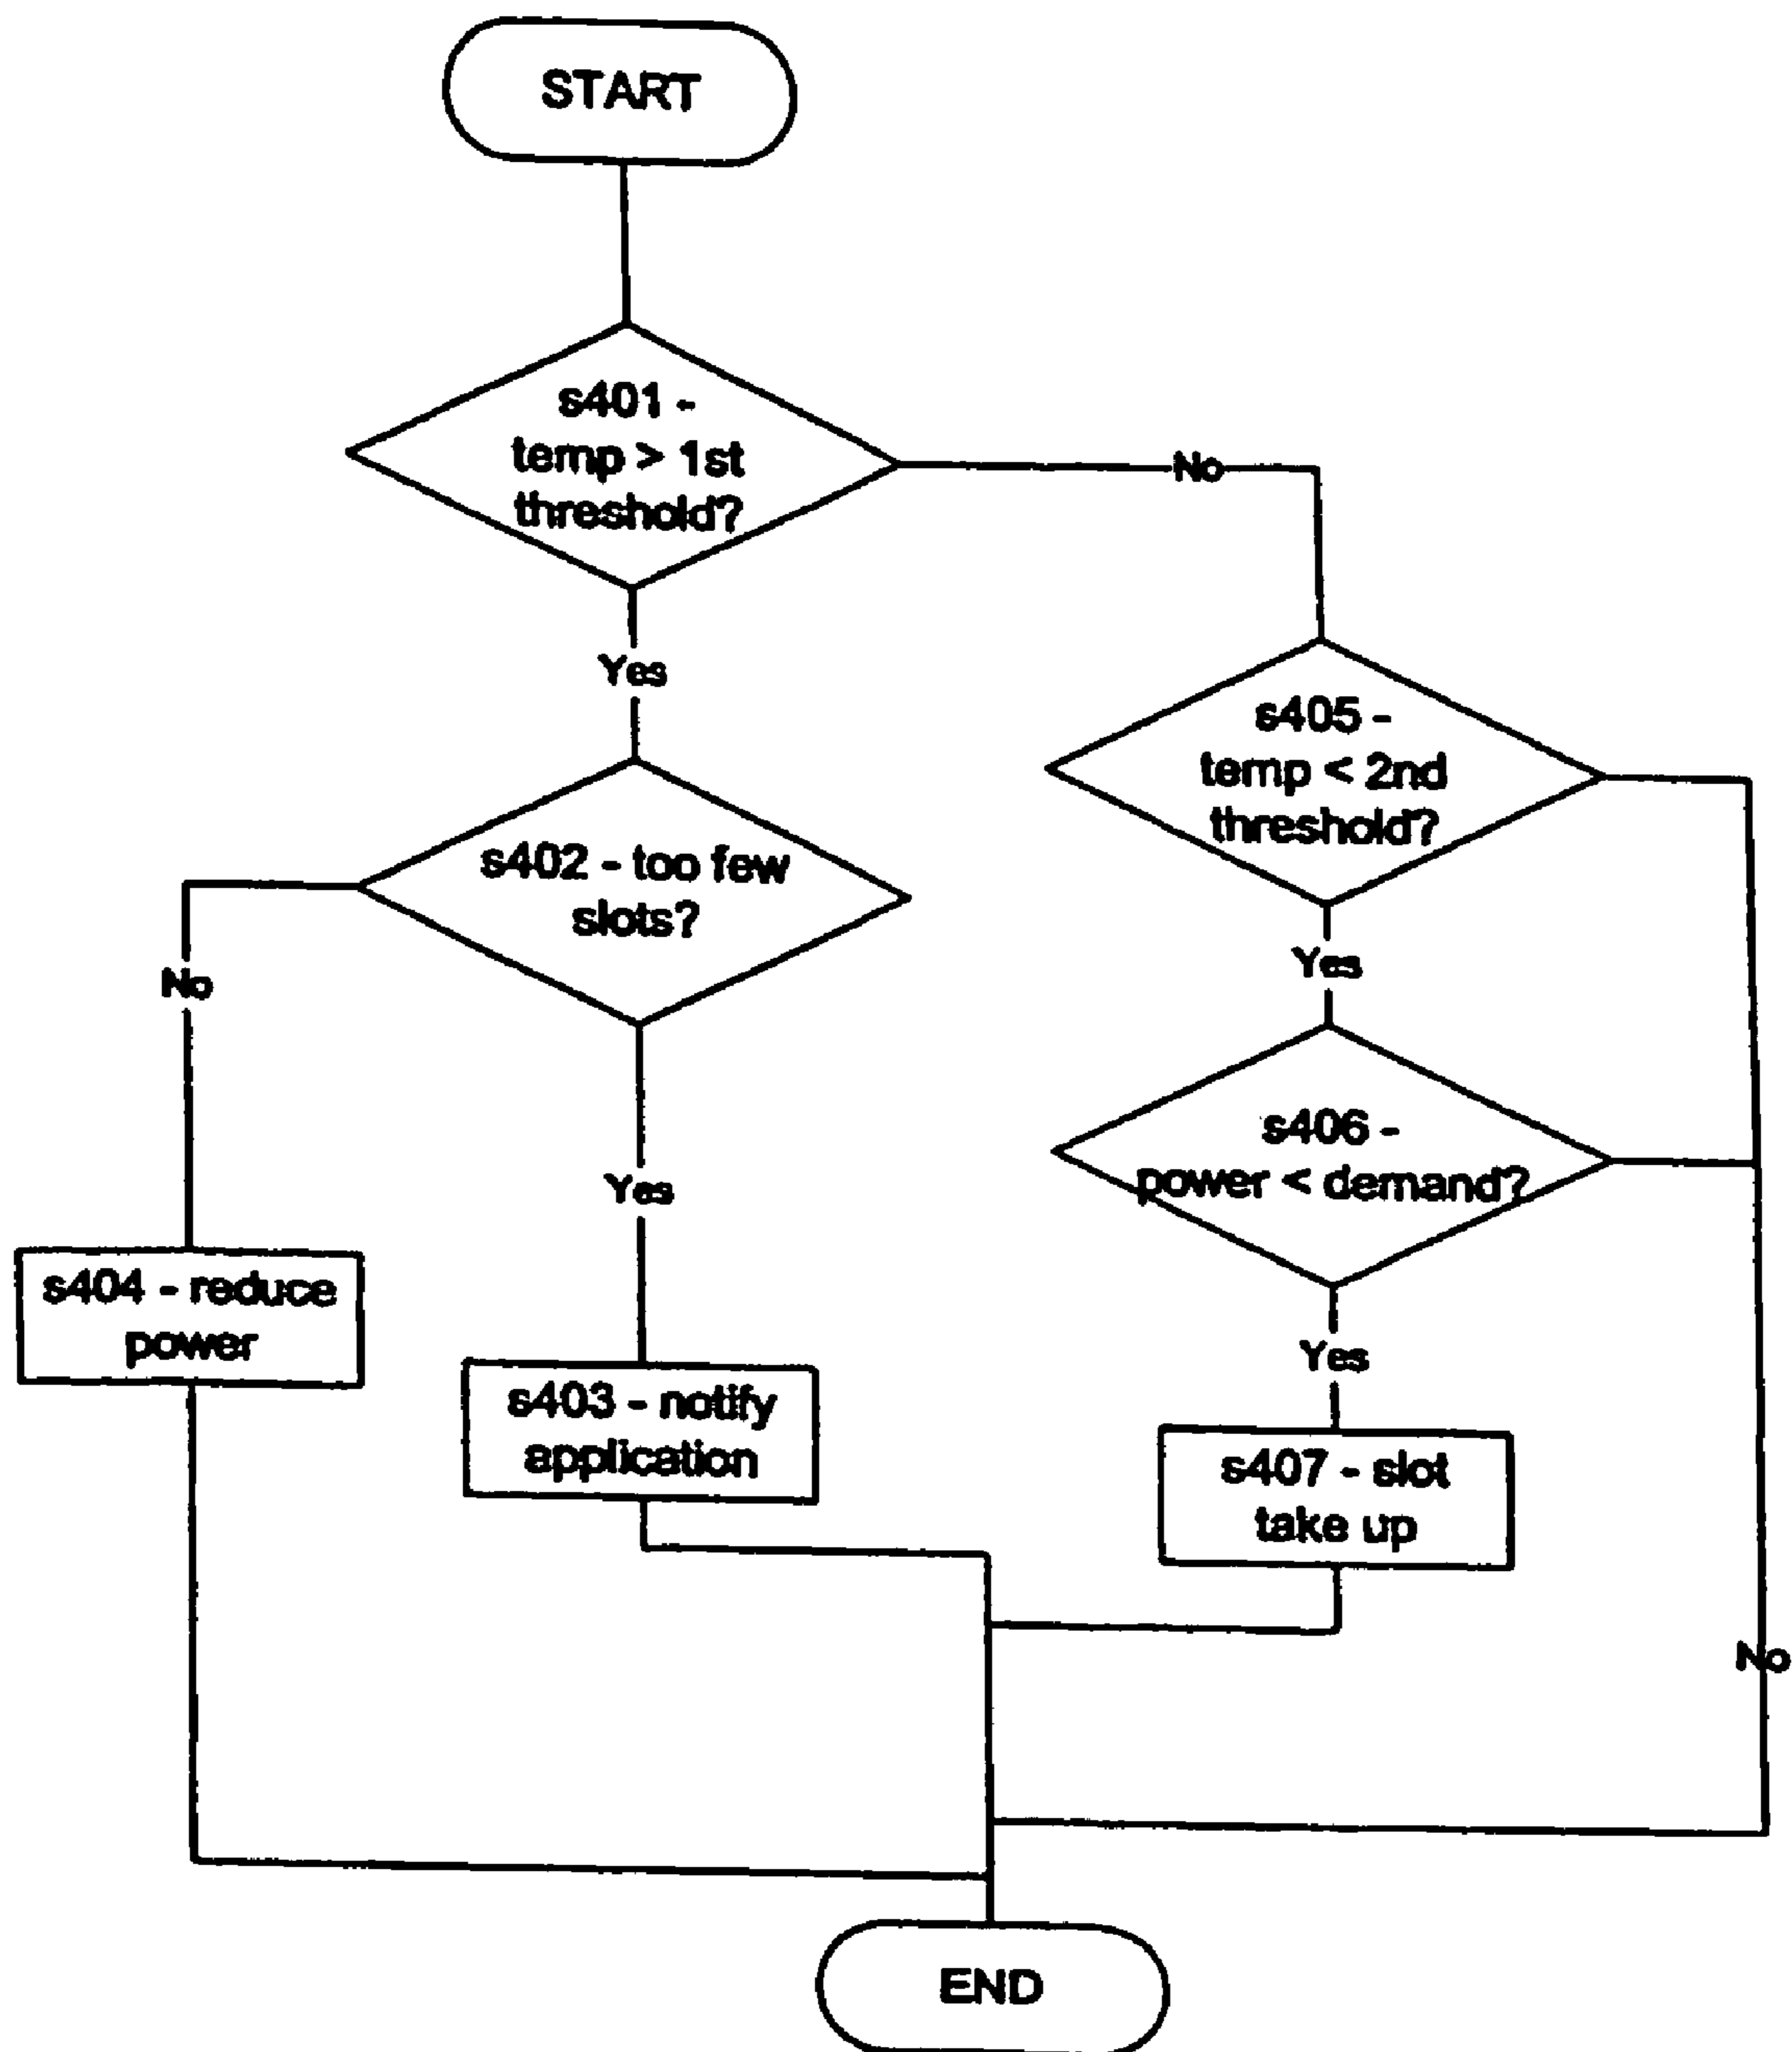 START
s401 -
temp > 1st
threshold?
No
Yes
s405 -
temp < 2nd
threshold?
s402 - too few
slots?
No
Yes
s406 -
power < demand?
Yes
s404 - reduce
power
Yes
s403 - notify
application
s407 - slot
take up
No
END